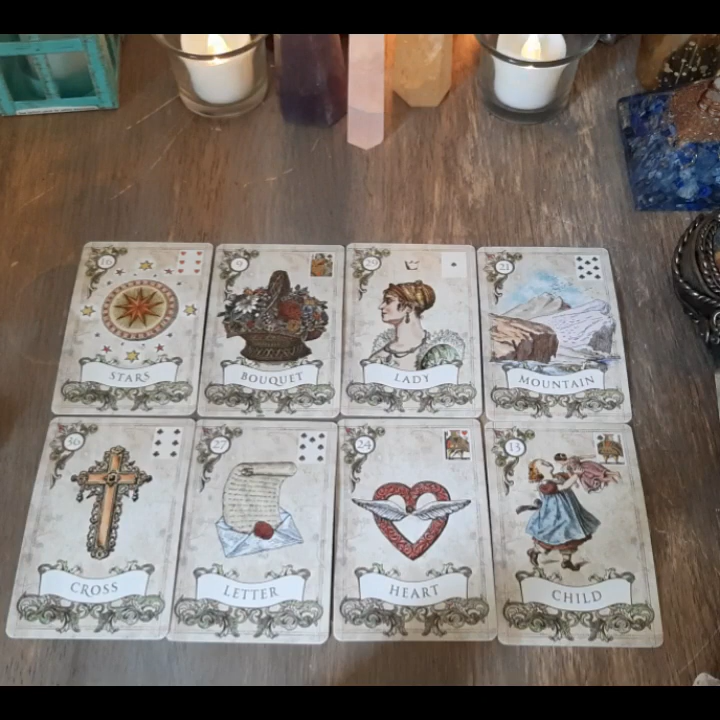 16
STARS
9
BOUQUET
29
LADY
21
MOUNTAIN
36
CROSS
27
LETTER
24
HEART
13
CHILD